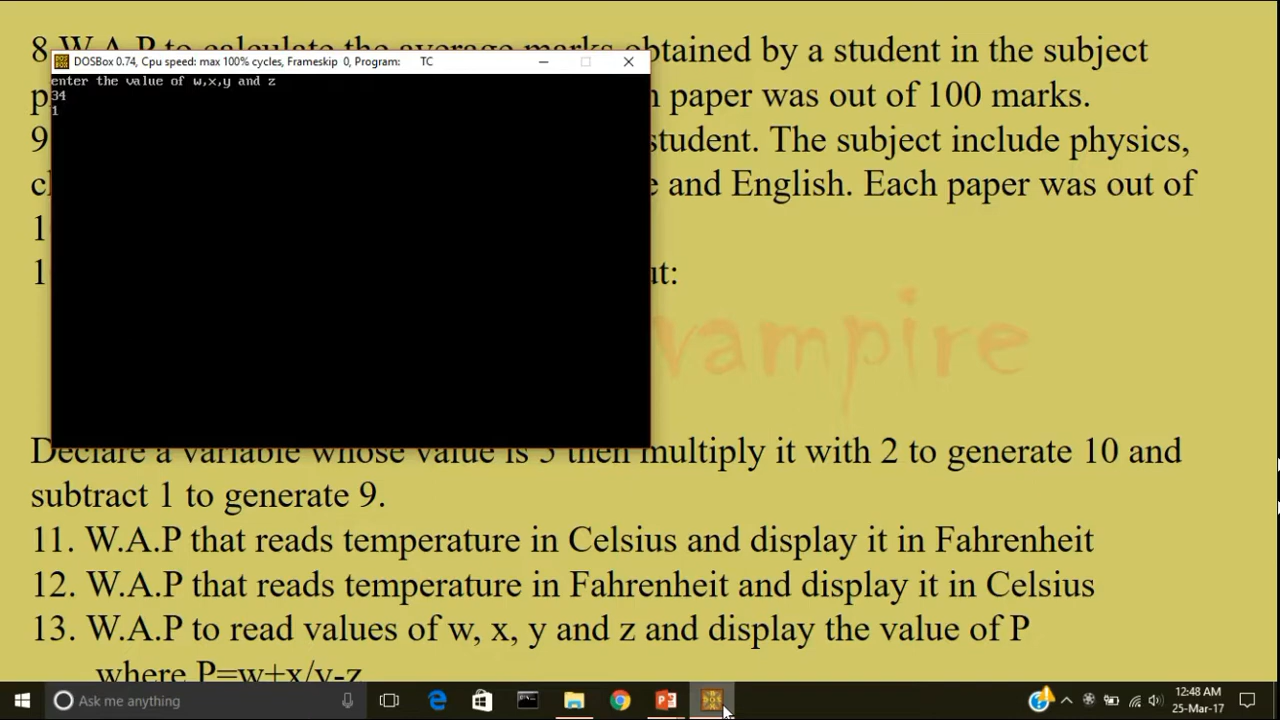 8.W.A.P to calculate the average marks obtained by a student in the subject
DOSBox 0.74, Cpu speed: max 100% cycles, Frameskip 0, Program: TC
enter the value of w,x,y and z
34
1
paper was out of 100 marks.
9
student. The subject include physics,
and English. Each paper was out of
1
1
vampire
Declare a variable whose value is 5 then multiply it with 2 to generate 10 and
subtract 1 to generate 9.
11. W.A.P that reads temperature in Celsius and display it in Fahrenheit
12. W.A.P that reads temperature in Fahrenheit and display it in Celsius
13. W.A.P to read values of w, x, y and z and display the value of P
where P=w+x/y-z
Ask me anything
12:48 AM
25-Mar-17